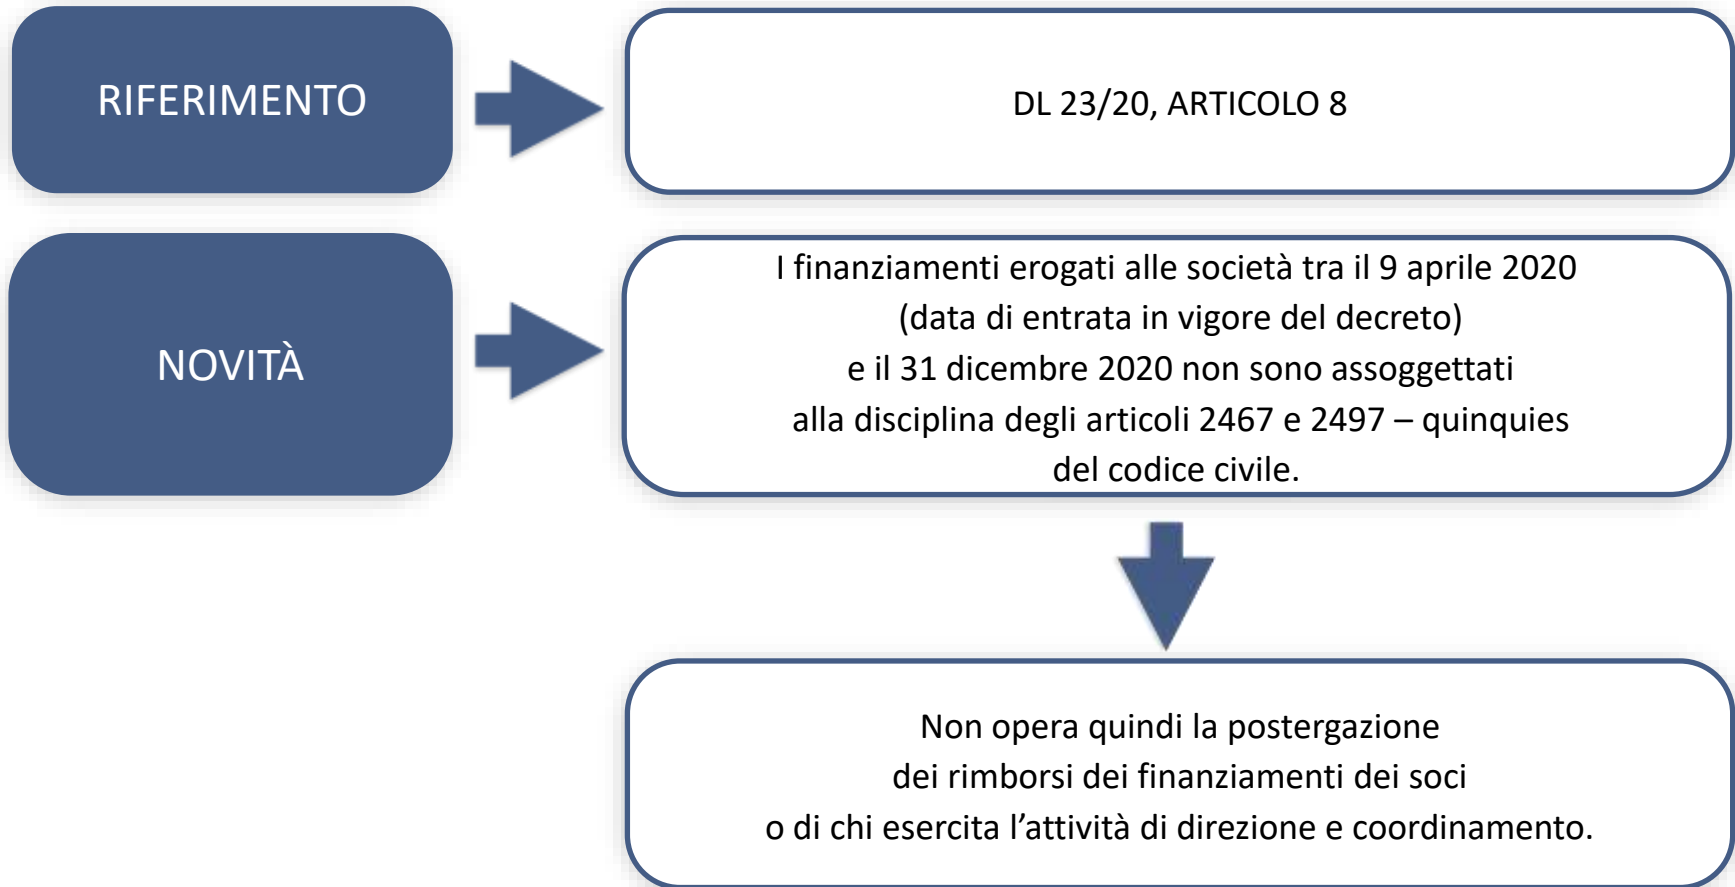 RIFERIMENTO
DL 23/20, ARTICOLO 8
NOVITÀ
I finanziamenti erogati alle società tra il 9 aprile 2020
(data di entrata in vigore del decreto)
e il 31 dicembre 2020 non sono assoggettati
alla disciplina degli articoli 2467 e 2497 – quinquies
del codice civile.
Non opera quindi la postergazione
dei rimborsi dei finanziamenti dei soci
o di chi esercita l’attività di direzione e coordinamento.